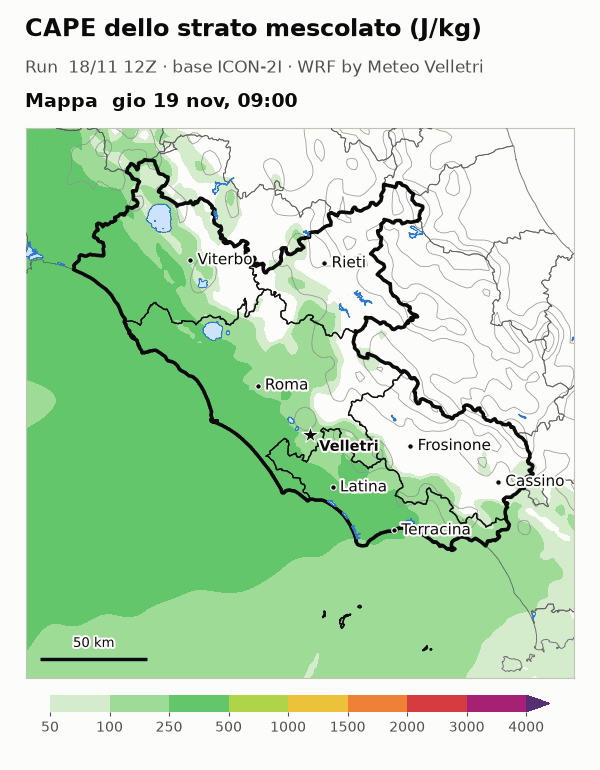 CAPE dello strato mescolato (J/kg)
Run 18/11 12Z · base ICON-2I · WRF by Meteo Velletri
Mappa gio 19 nov, 09:00
Viterbo
Rieti
Roma
Velletri
Frosinone
Cassino
Latina
Terracina
50 km
50 100 250 500 1000 1500 2000 3000 4000